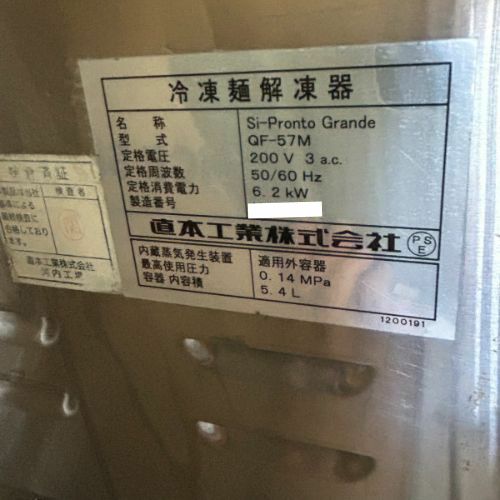 冷凍麺解凍器
名称 Si-Pronto Grande
型式 QF-57M
定格電圧 200 V 3 a.c.
定格周波数 50/60 Hz
定格消費電力 6.2 kW
製造番号
直本工業株式会社 PSE
内蔵蒸気発生装置 適用外容器
最高使用圧力 0.14 MPa
容器 内容積 5.4 L
1200191
検査者
直本工業株式会社
河内工場